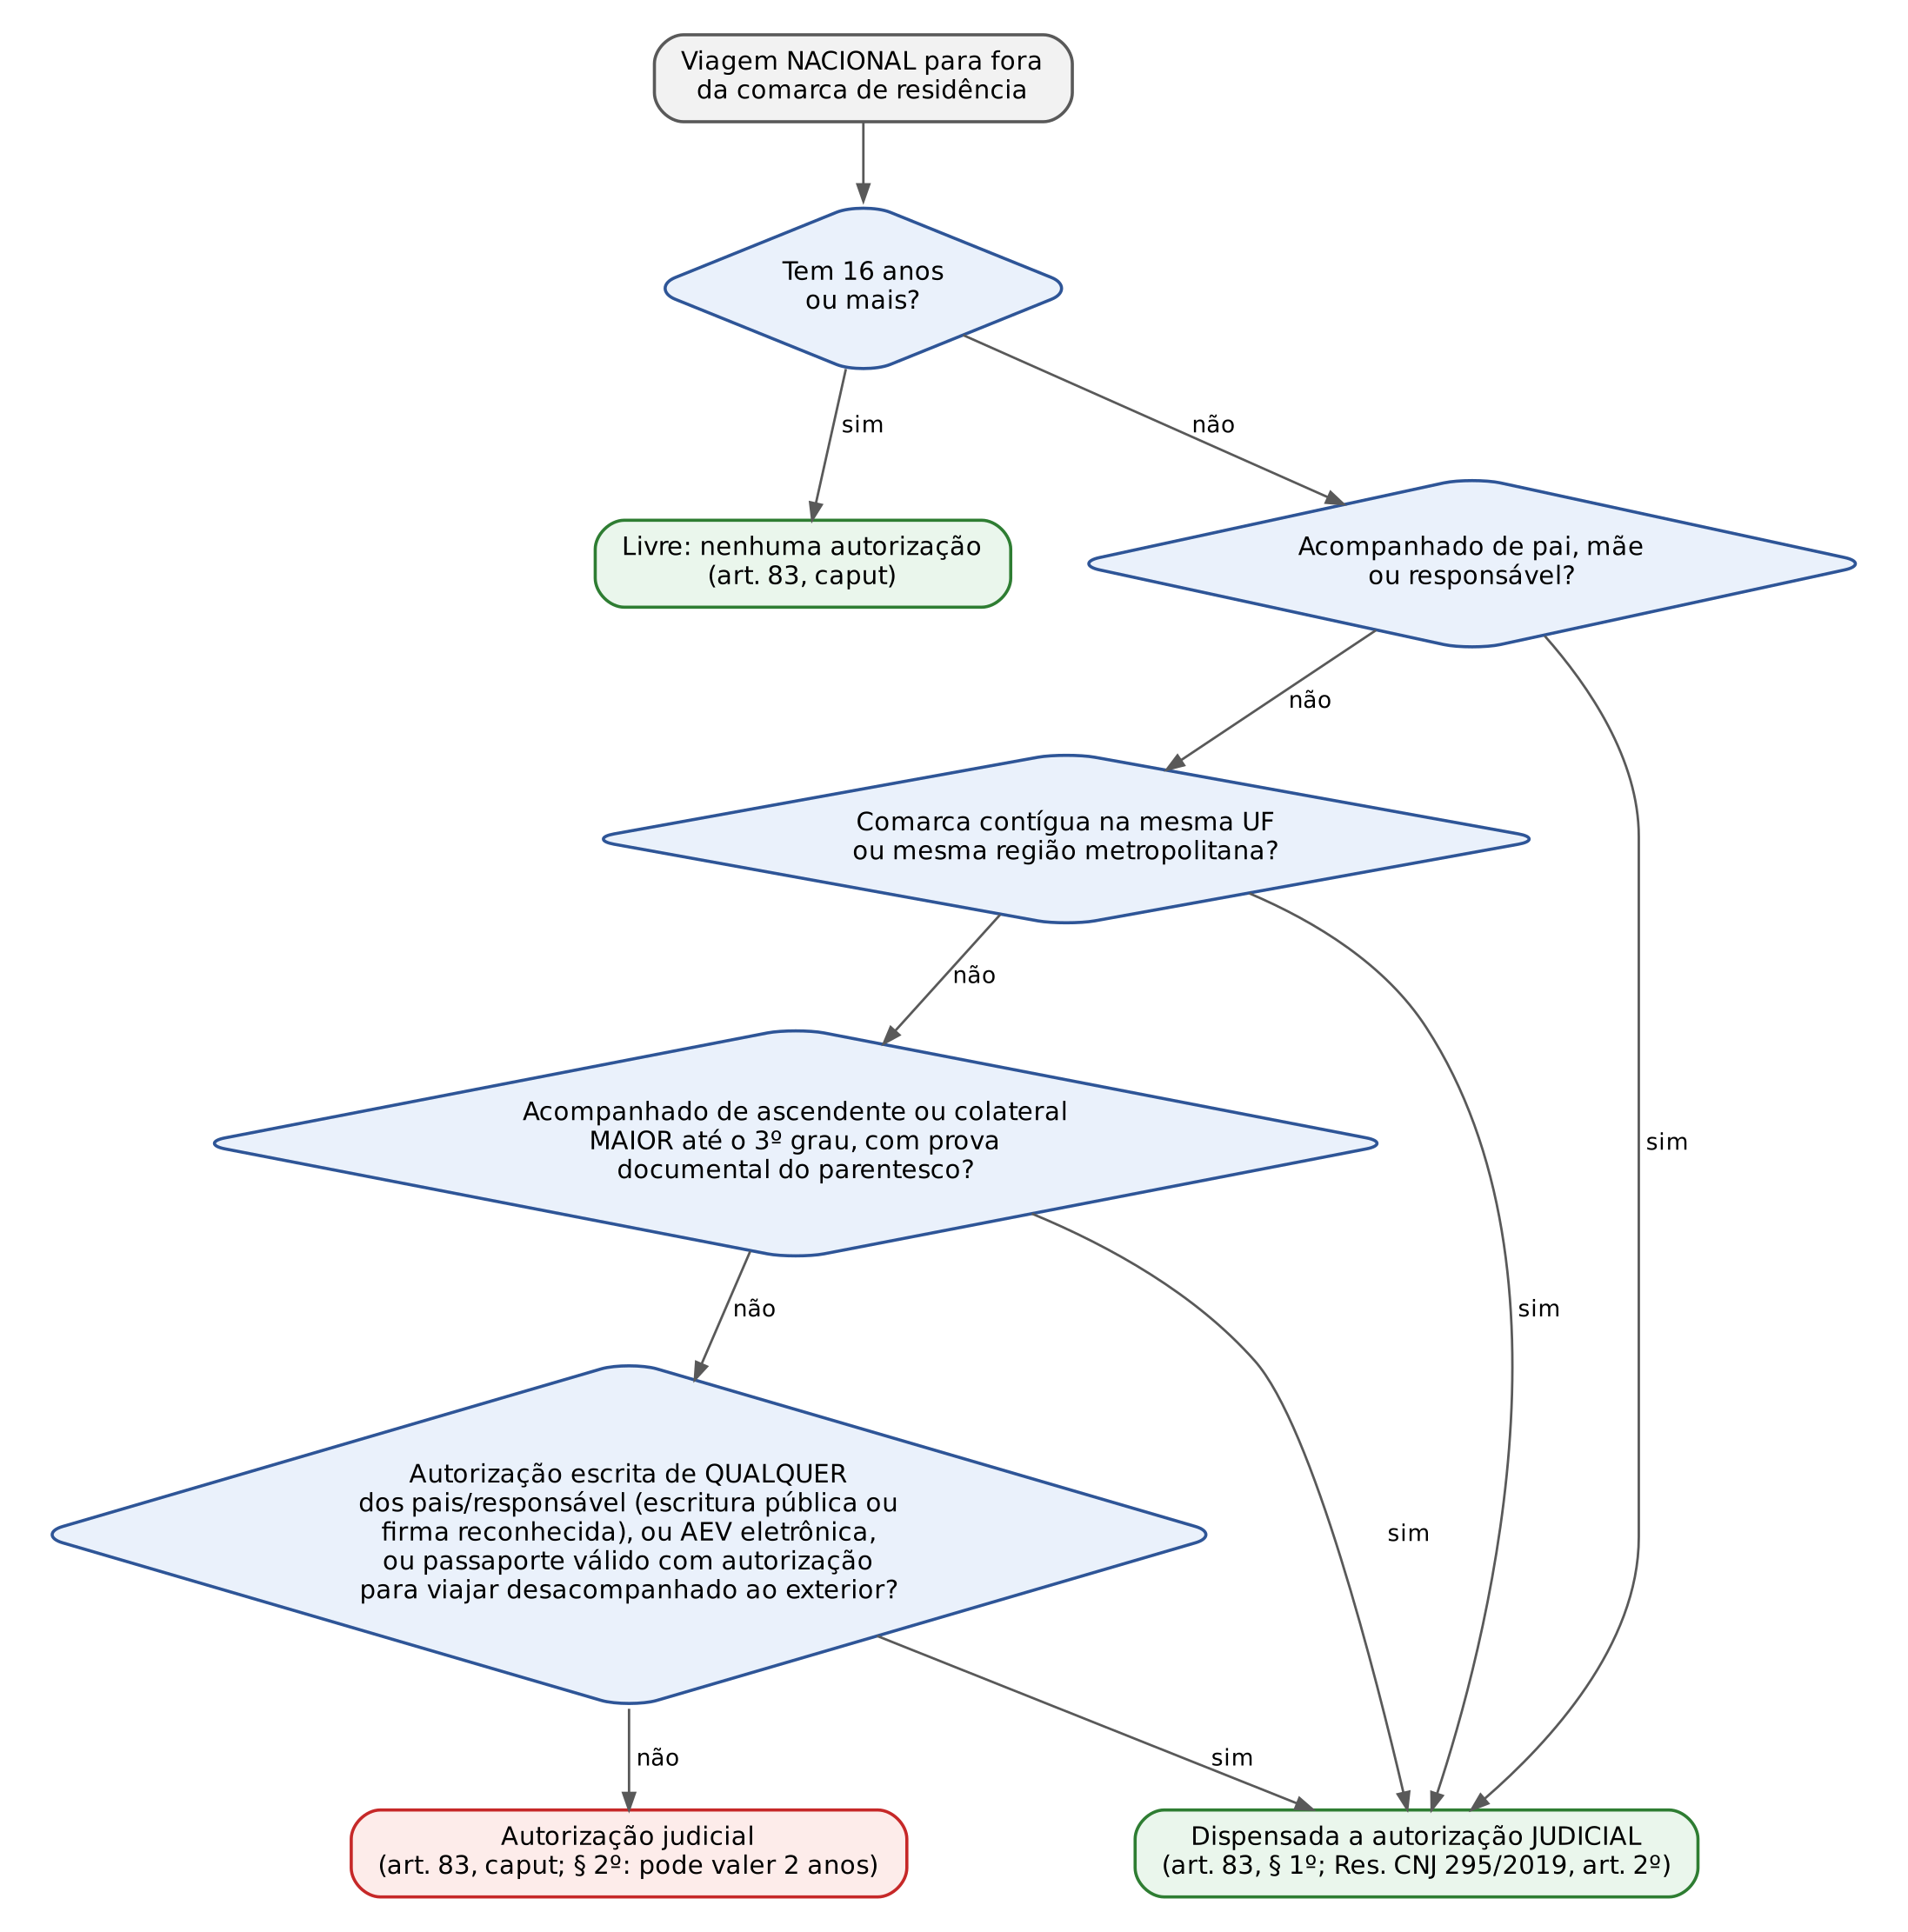 Viagem NACIONAL para fora
da comarca de residência
Tem 16 anos
ou mais?
sim
não
Livre: nenhuma autorização
(art. 83, caput)
Acompanhado de pai, mãe
ou responsável?
não
sim
Comarca contígua na mesma UF
ou mesma região metropolitana?
não
sim
Acompanhado de ascendente ou colateral
MAIOR até o 3º grau, com prova
documental do parentesco?
não
sim
Autorização escrita de QUALQUER
dos pais/responsável (escritura pública ou
firma reconhecida), ou AEV eletrônica,
ou passaporte válido com autorização
para viajar desacompanhado ao exterior?
não
sim
Autorização judicial
(art. 83, caput; § 2º: pode valer 2 anos)
Dispensada a autorização JUDICIAL
(art. 83, § 1º; Res. CNJ 295/2019, art. 2º)